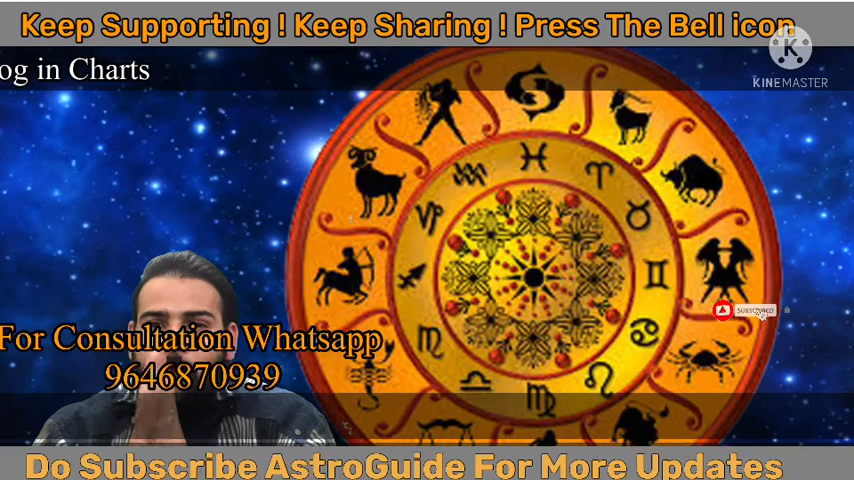 Keep Supporting ! Keep Sharing ! Press The Bell icon
KINEMASTER
og in Charts
SUBSCRIBED
For Consultation Whatsapp
9646870939
Do Subscribe AstroGuide For More Updates